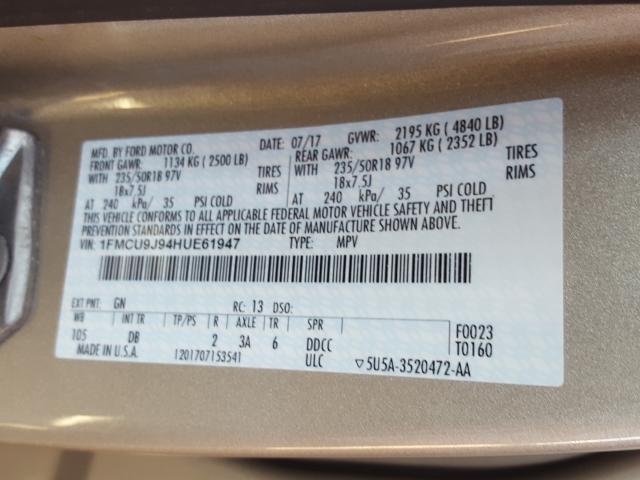 MFD. BY FORD MOTOR CO. DATE: 07/17 GVWR: 2195 KG ( 4840 LB)
FRONT GAWR: 1134 KG ( 2500 LB) REAR GAWR: 1067 KG ( 2352 LB)
WITH 235/50R18 97V TIRES WITH 235/50R18 97V TIRES
18x7.5J RIMS 18x7.5J RIMS
AT 240 kPa/ 35 PSI COLD AT 240 kPa/ 35 PSI COLD
THIS VEHICLE CONFORMS TO ALL APPLICABLE FEDERAL MOTOR VEHICLE SAFETY AND THEFT
PREVENTION STANDARDS IN EFFECT ON THE DATE OF MANUFACTURE SHOWN ABOVE.
VIN: 1FMCU9J94HUE61947 TYPE: MPV
EXT PNT: GN RC: 13 DSO:
WB INT TR TP/PS R AXLE TR SPR F0023
105 DB 2 3A 6 DDCC T0160
MADE IN U.S.A. 1201707153541 ULC ▽5U5A-3520472-AA